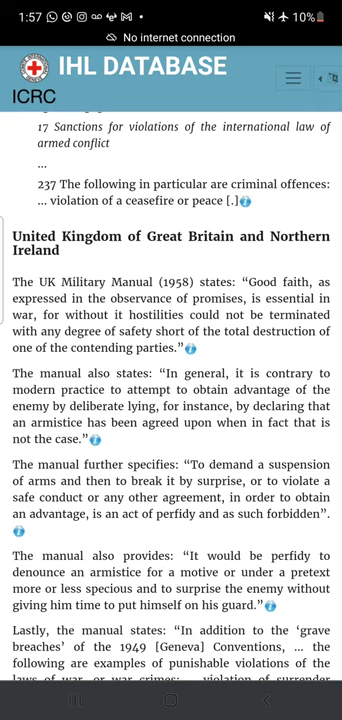 1:57
10%
No internet connection
IHL DATABASE
ICRC
17 Sanctions for violations of the international law of
armed conflict
...
237 The following in particular are criminal offences:
... violation of a ceasefire or peace [.]
United Kingdom of Great Britain and Northern
Ireland
The UK Military Manual (1958) states: “Good faith, as
expressed in the observance of promises, is essential in
war, for without it hostilities could not be terminated
with any degree of safety short of the total destruction of
one of the contending parties.”
The manual also states: “In general, it is contrary to
modern practice to attempt to obtain advantage of the
enemy by deliberate lying, for instance, by declaring that
an armistice has been agreed upon when in fact that is
not the case.”
The manual further specifies: “To demand a suspension
of arms and then to break it by surprise, or to violate a
safe conduct or any other agreement, in order to obtain
an advantage, is an act of perfidy and as such forbidden”.
The manual also provides: “It would be perfidy to
denounce an armistice for a motive or under a pretext
more or less specious and to surprise the enemy without
giving him time to put himself on his guard.”
Lastly, the manual states: “In addition to the ‘grave
breaches’ of the 1949 [Geneva] Conventions, ... the
following are examples of punishable violations of the
laws of war, or war crimes: ... violation of surrender